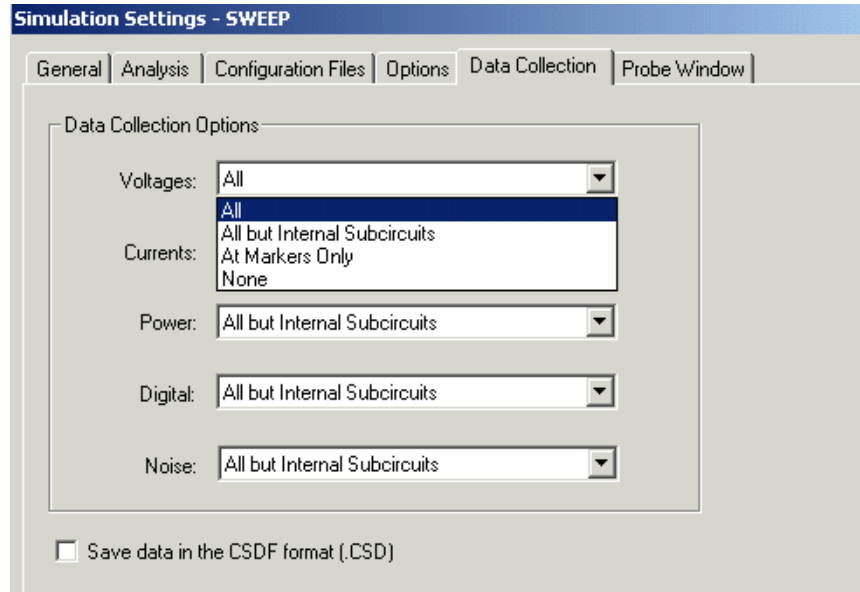 Simulation Settings - SWEEP
General Analysis Configuration Files Options Data Collection Probe Window
Data Collection Options
Voltages: All
All
All but Internal Subcircuits
Currents:
At Markers Only
None
Power: All but Internal Subcircuits
Digital: All but Internal Subcircuits
Noise: All but Internal Subcircuits
Save data in the CSDF format (.CSD)